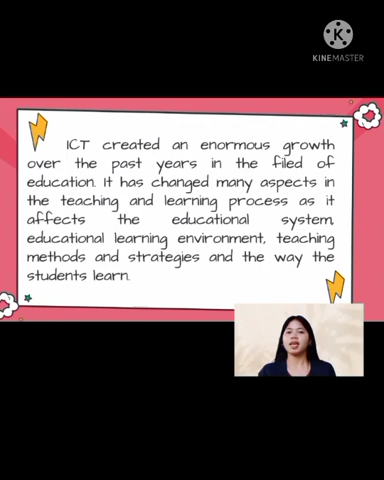 K
KINEMASTER
ICT created an enormous growth
over the past years in the filed of
education. It has changed many aspects in
the teaching and learning process as it
affects the educational system,
educational learning environment, teaching
methods and strategies and the way the
students learn.